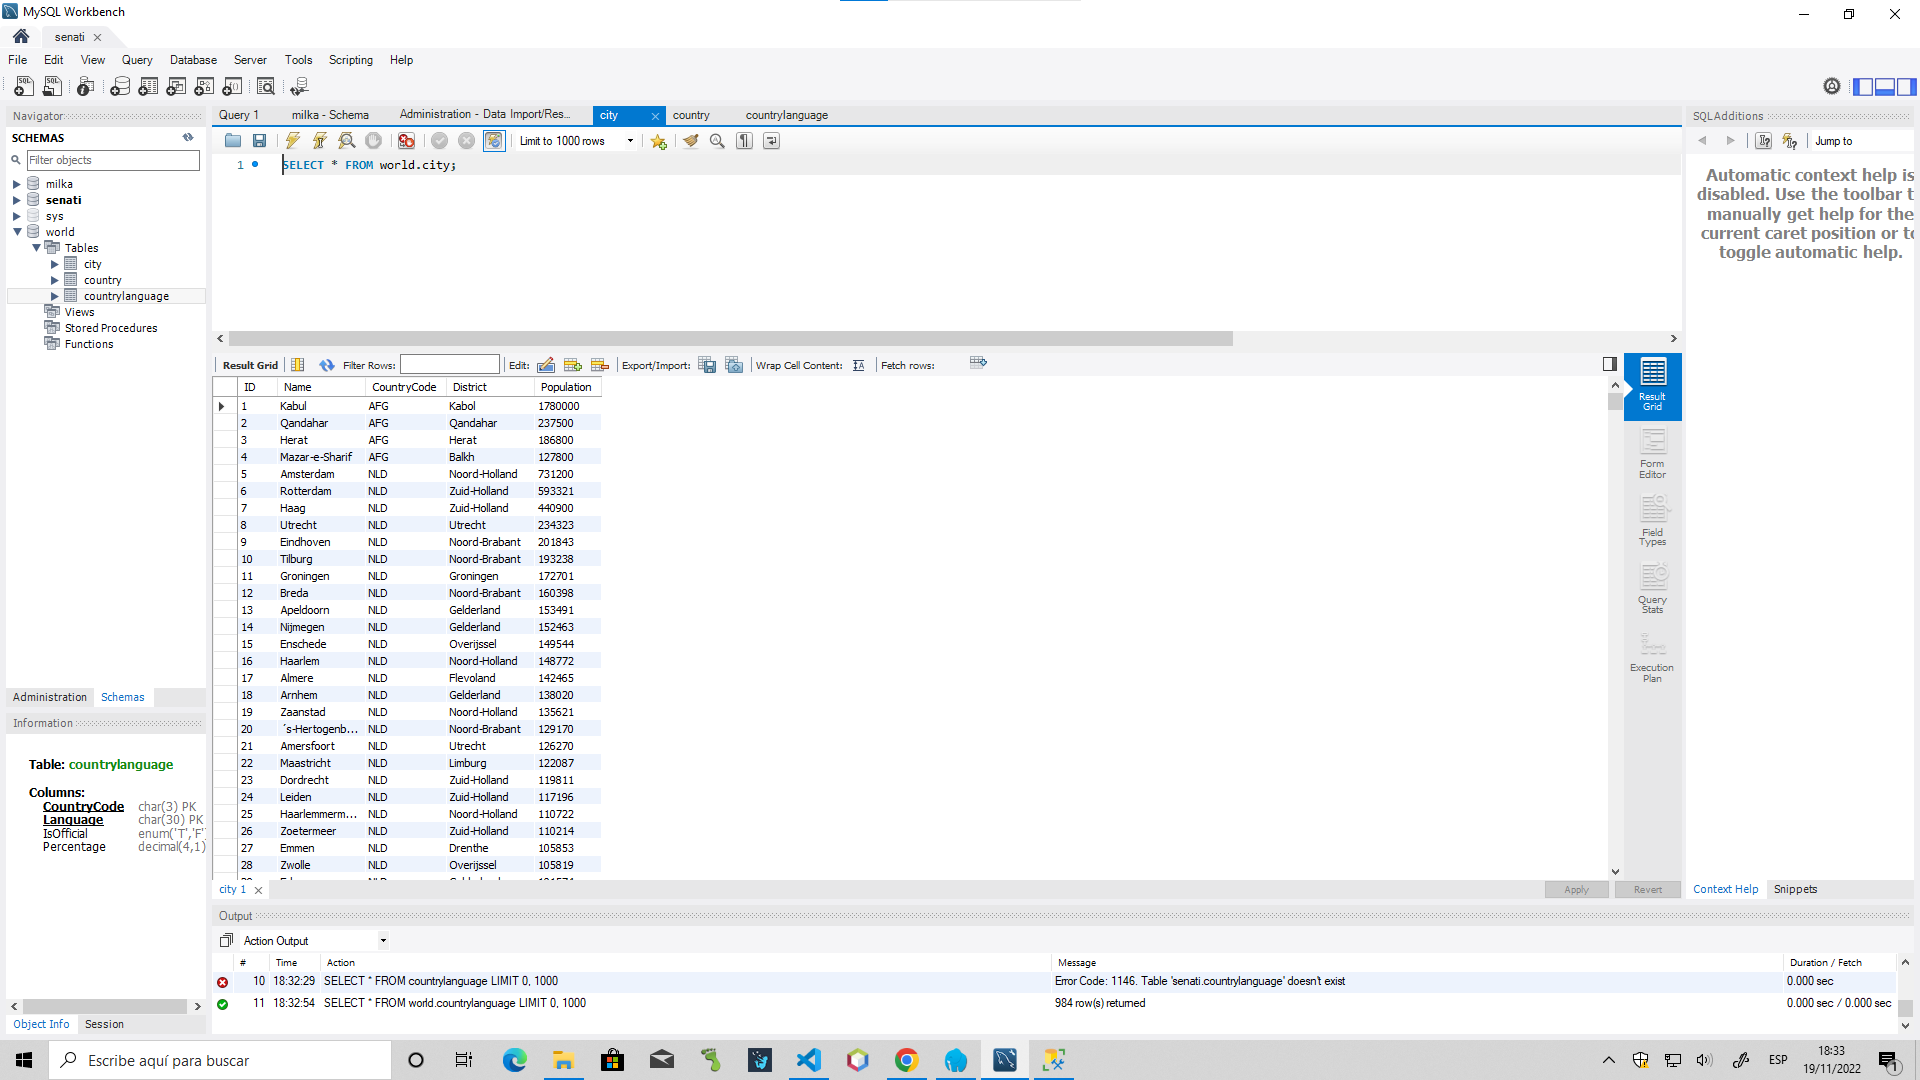 MySQL Workbench
senati
File Edit View Query Database Server Tools Scripting Help
Navigator
SCHEMAS
Filter objects
milka
senati
sys
world
Tables
city
country
countrylanguage
Views
Stored Procedures
Functions
Administration Schemas
Information
Table: countrylanguage
Columns:
CountryCode char(3) PK
Language char(30) PK
IsOfficial enum('T','F')
Percentage decimal(4,1)
Object Info Session
Query 1 milka - Schema Administration - Data Import/Res... city country countrylanguage
Limit to 1000 rows
1 SELECT * FROM world.city;
Result Grid Filter Rows: Edit: Export/Import: Wrap Cell Content: Fetch rows:
ID Name CountryCode District Population
1 Kabul AFG Kabol 1780000
2 Qandahar AFG Qandahar 237500
3 Herat AFG Herat 186800
4 Mazar-e-Sharif AFG Balkh 127800
5 Amsterdam NLD Noord-Holland 731200
6 Rotterdam NLD Zuid-Holland 593321
7 Haag NLD Zuid-Holland 440900
8 Utrecht NLD Utrecht 234323
9 Eindhoven NLD Noord-Brabant 201843
10 Tilburg NLD Noord-Brabant 193238
11 Groningen NLD Groningen 172701
12 Breda NLD Noord-Brabant 160398
13 Apeldoorn NLD Gelderland 153491
14 Nijmegen NLD Gelderland 152463
15 Enschede NLD Overijssel 149544
16 Haarlem NLD Noord-Holland 148772
17 Almere NLD Flevoland 142465
18 Arnhem NLD Gelderland 138020
19 Zaanstad NLD Noord-Holland 135621
20 ´s-Hertogenb... NLD Noord-Brabant 129170
21 Amersfoort NLD Utrecht 126270
22 Maastricht NLD Limburg 122087
23 Dordrecht NLD Zuid-Holland 119811
24 Leiden NLD Zuid-Holland 117196
25 Haarlemmerm... NLD Noord-Holland 110722
26 Zoetermeer NLD Zuid-Holland 110214
27 Emmen NLD Drenthe 105853
28 Zwolle NLD Overijssel 105819
city 1
Apply Revert
Result Grid
Form Editor
Field Types
Query Stats
Execution Plan
SQLAdditions
Jump to
Automatic context help is
disabled. Use the toolbar t
manually get help for the
current caret position or to
toggle automatic help.
Context Help Snippets
Output
Action Output
# Time Action Message Duration / Fetch
10 18:32:29 SELECT * FROM countrylanguage LIMIT 0, 1000 Error Code: 1146. Table 'senati.countrylanguage' doesn't exist 0.000 sec
11 18:32:54 SELECT * FROM world.countrylanguage LIMIT 0, 1000 984 row(s) returned 0.000 sec / 0.000 sec
Escribe aquí para buscar
ESP
18:33
19/11/2022
1